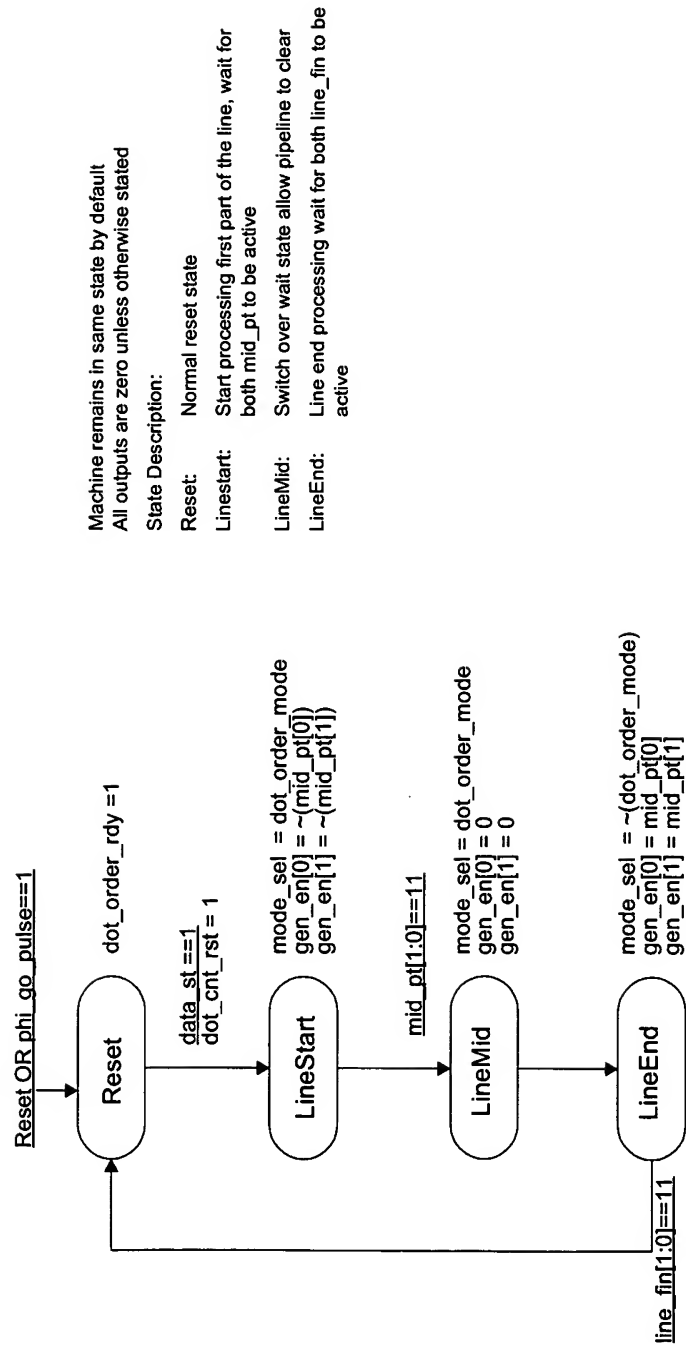 Reset OR phi_go_pulse==1
Reset
dot_order_rdy =1
data_st ==1
dot_cnt_rst = 1
LineStart
mode_sel = dot_order_mode
gen_en[0] = ~(mid_pt[0])
gen_en[1] = ~(mid_pt[1])
mid_pt[1:0]==11
LineMid
mode_sel = dot_order_mode
gen_en[0] = 0
gen_en[1] = 0
LineEnd
mode_sel = ~(dot_order_mode)
gen_en[0] = mid_pt[0]
gen_en[1] = mid_pt[1]
line_fin[1:0]==11
Machine remains in same state by default
All outputs are zero unless otherwise stated
State Description:
Reset: Normal reset state
Linestart: Start processing first part of the line, wait for
both mid_pt to be active
LineMid: Switch over wait state allow pipeline to clear
LineEnd: Line end processing wait for both line_fin to be
active